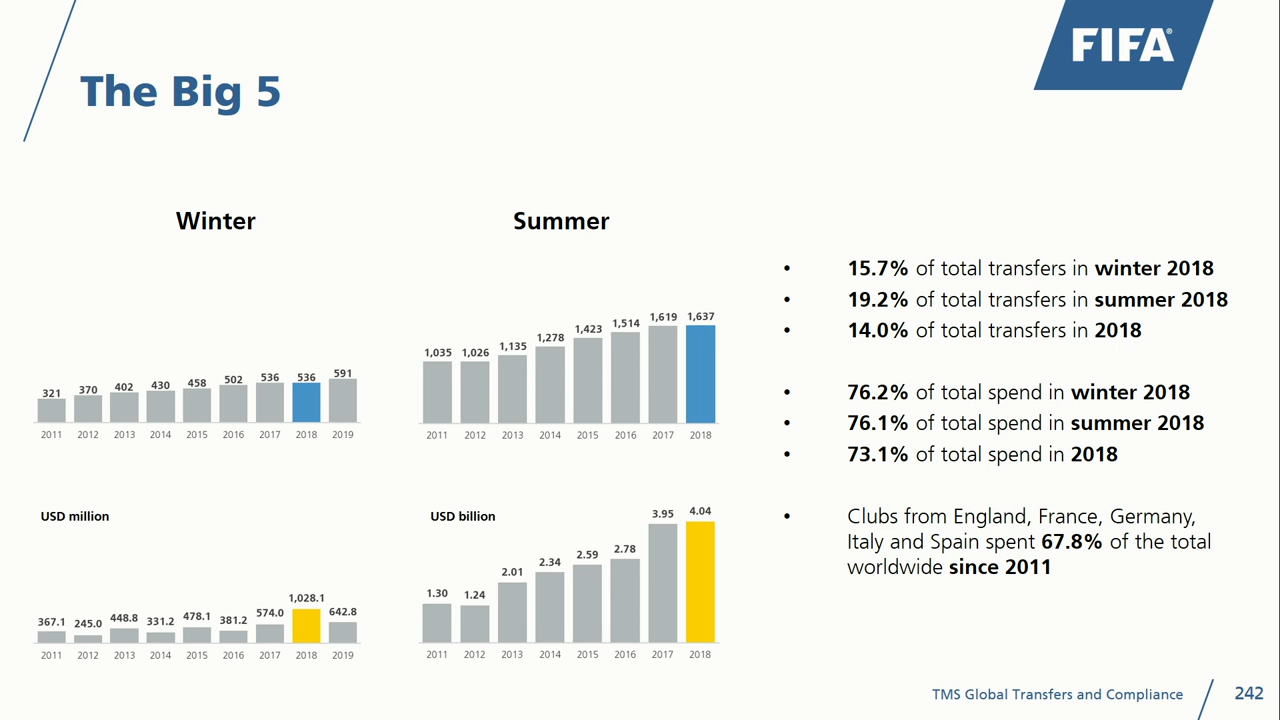 FIFA®
The Big 5
Winter
321 370 402 430 458 502 536 536 591
2011 2012 2013 2014 2015 2016 2017 2018 2019
Summer
1,035 1,026 1,135 1,278 1,423 1,514 1,619 1,637
2011 2012 2013 2014 2015 2016 2017 2018
USD million
367.1 245.0 448.8 331.2 478.1 381.2 574.0 1,028.1 642.8
2011 2012 2013 2014 2015 2016 2017 2018 2019
USD billion
1.30 1.24 2.01 2.34 2.59 2.78 3.95 4.04
2011 2012 2013 2014 2015 2016 2017 2018
• 15.7% of total transfers in winter 2018
• 19.2% of total transfers in summer 2018
• 14.0% of total transfers in 2018
• 76.2% of total spend in winter 2018
• 76.1% of total spend in summer 2018
• 73.1% of total spend in 2018
• Clubs from England, France, Germany,
Italy and Spain spent 67.8% of the total
worldwide since 2011
TMS Global Transfers and Compliance
242